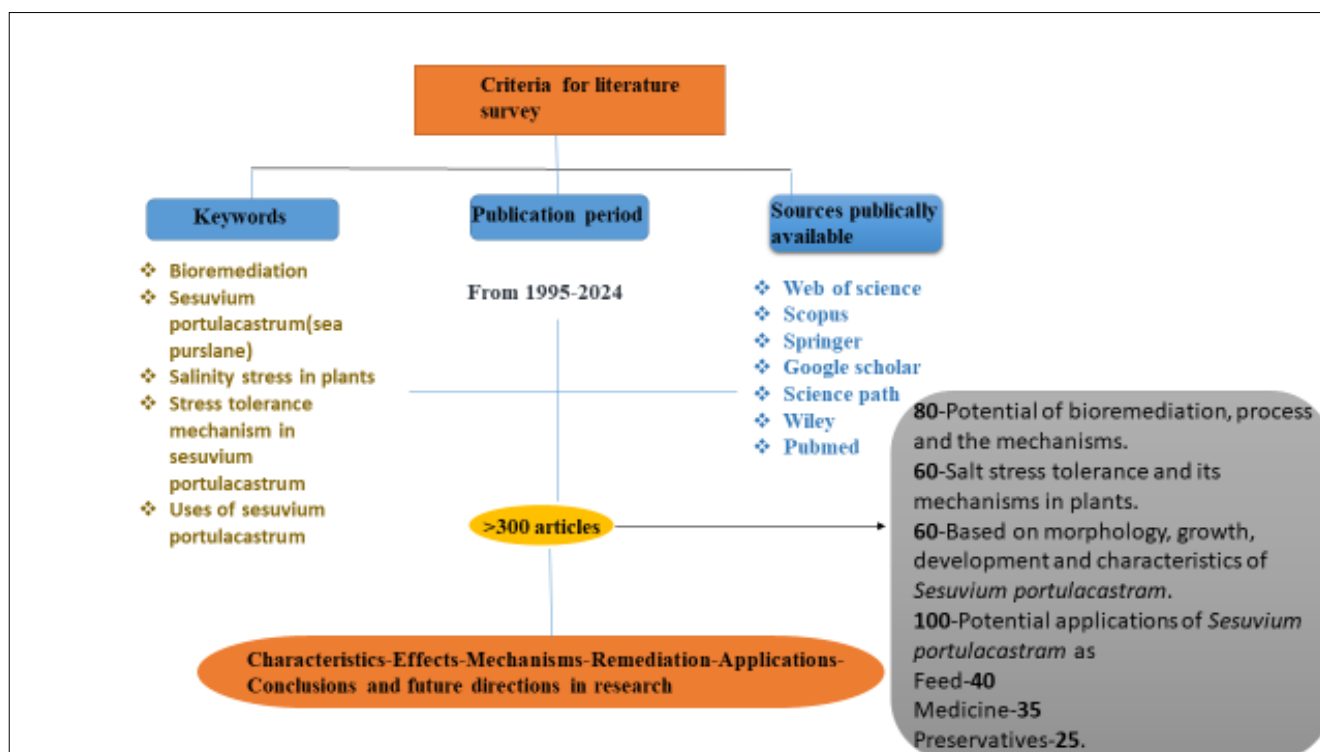 Criteria for literature
survey
Keywords
Publication period
Sources publically
available
❖ Bioremediation
❖ Sesuvium
portulacastrum(sea
purslane)
❖ Salinity stress in plants
❖ Stress tolerance
mechanism in
sesuvium
portulacastrum
❖ Uses of sesuvium
portulacastrum
From 1995-2024
❖ Web of science
❖ Scopus
❖ Springer
❖ Google scholar
❖ Science path
❖ Wiley
❖ Pubmed
>300 articles
80-Potential of bioremediation, process
and the mechanisms.
60-Salt stress tolerance and its
mechanisms in plants.
60-Based on morphology, growth,
development and characteristics of
Sesuvium portulacastram.
100-Potential applications of Sesuvium
portulacastram as
Feed-40
Medicine-35
Preservatives-25.
Characteristics-Effects-Mechanisms-Remediation-Applications-
Conclusions and future directions in research